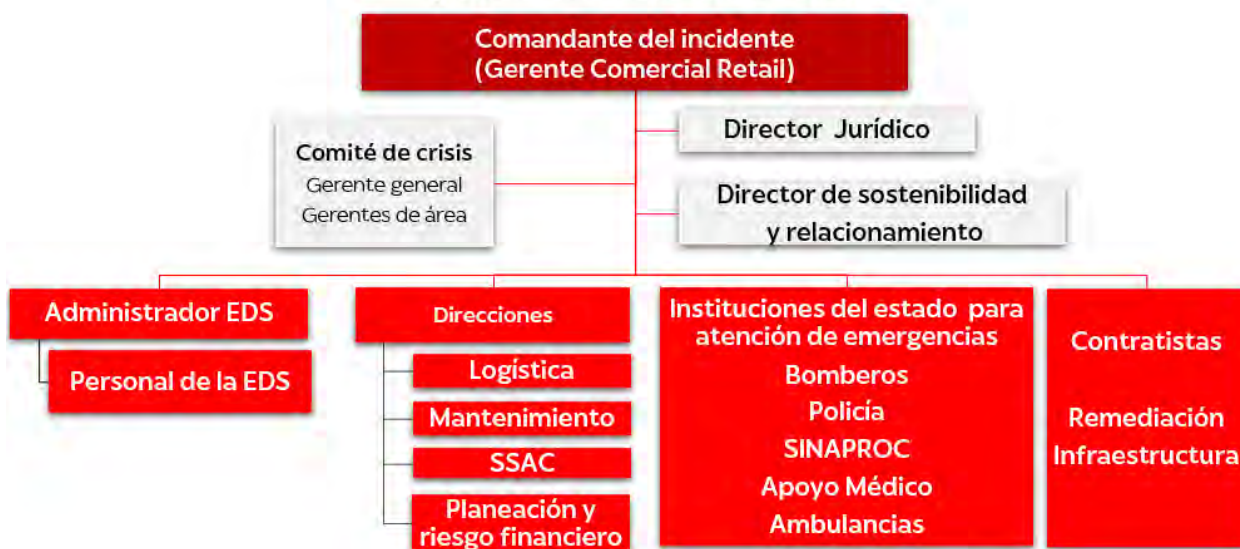 Comandante del incidente
(Gerente Comercial Retail)
Comité de crisis
Gerente general
Gerentes de área
Director Jurídico
Director de sostenibilidad
y relacionamiento
Administrador EDS
Personal de la EDS
Direcciones
Logística
Mantenimiento
SSAC
Planeación y
riesgo financiero
Instituciones del estado para
atención de emergencias
Bomberos
Policía
SINAPROC
Apoyo Médico
Ambulancias
Contratistas
Remediación
Infraestructura